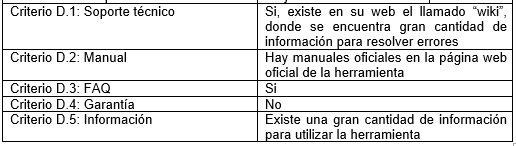 Criterio D.1: Soporte técnico
Si, existe en su web el llamado “wiki”,
donde se encuentra gran cantidad de
información para resolver errores
Criterio D.2: Manual
Hay manuales oficiales en la página web
oficial de la herramienta
Criterio D.3: FAQ
Si
Criterio D.4: Garantía
No
Criterio D.5: Información
Existe una gran cantidad de información
para utilizar la herramienta